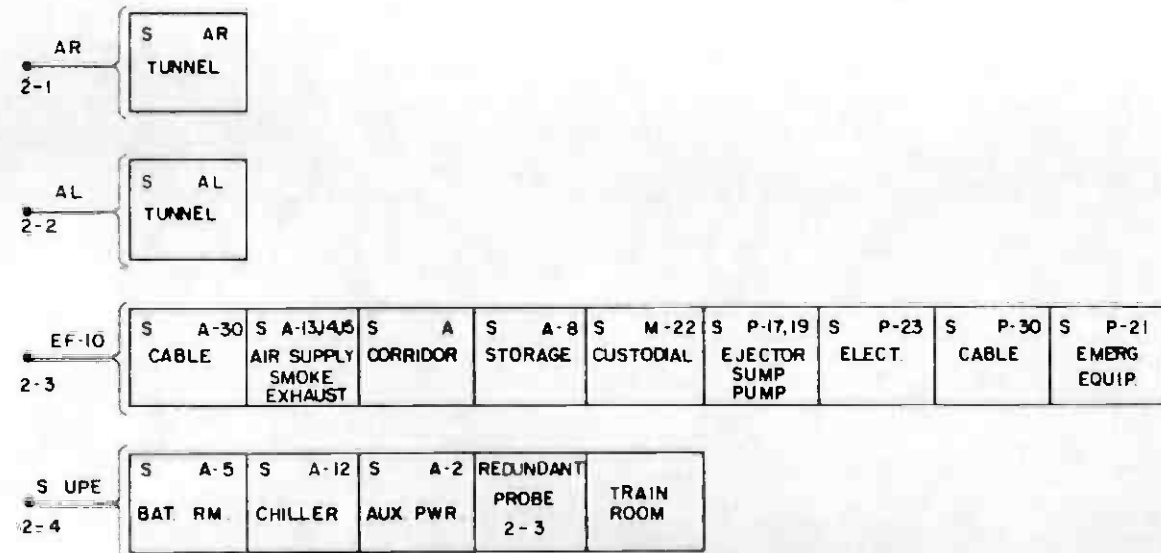 AR
2-1
S AR
TUNNEL
AL
2-2
S AL
TUNNEL
EF-10
2-3
S A-30
CABLE
S A-13,14,15
AIR SUPPLY
SMOKE
EXHAUST
S A
CORRIDOR
S A-8
STORAGE
S M-22
CUSTODIAL
S P-17,19
EJECTOR
SUMP
PUMP
S P-23
ELECT.
S P-30
CABLE
S P-21
EMERG
EQUIP.
S UPE
2-4
S A-5
BAT. RM.
S A-12
CHILLER
S A-2
AUX. PWR.
REDUNDANT
PROBE
2-3
TRAIN
ROOM